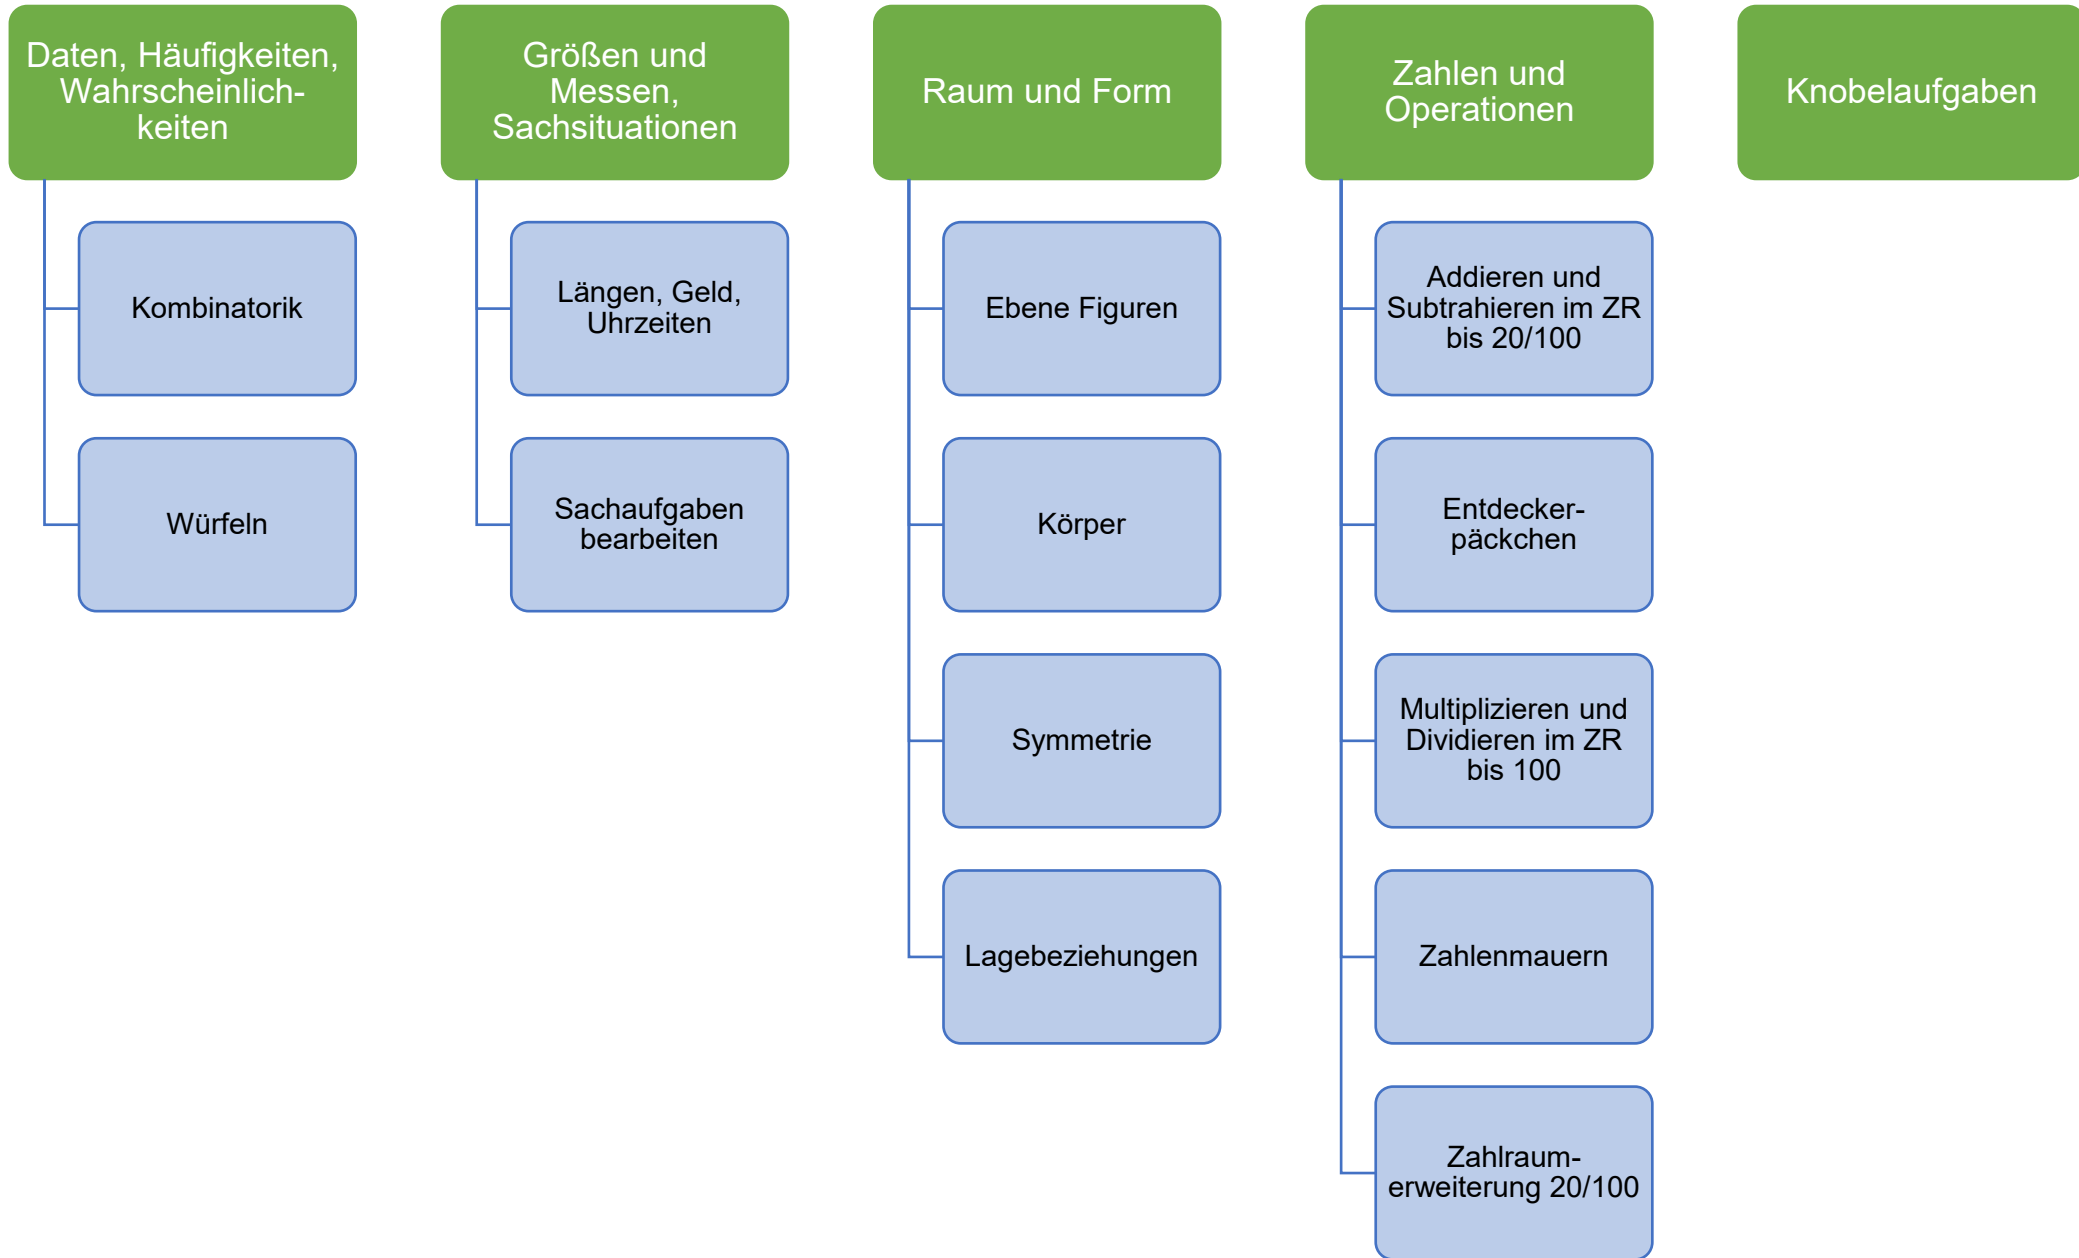 Daten, Häufigkeiten,
Wahrscheinlich-
keiten
Kombinatorik
Würfeln
Größen und
Messen,
Sachsituationen
Längen, Geld,
Uhrzeiten
Sachaufgaben
bearbeiten
Raum und Form
Ebene Figuren
Körper
Symmetrie
Lagebeziehungen
Zahlen und
Operationen
Addieren und
Subtrahieren im ZR
bis 20/100
Entdecker-
päckchen
Multiplizieren und
Dividieren im ZR
bis 100
Zahlenmauern
Zahlraum-
erweiterung 20/100
Knobelaufgaben